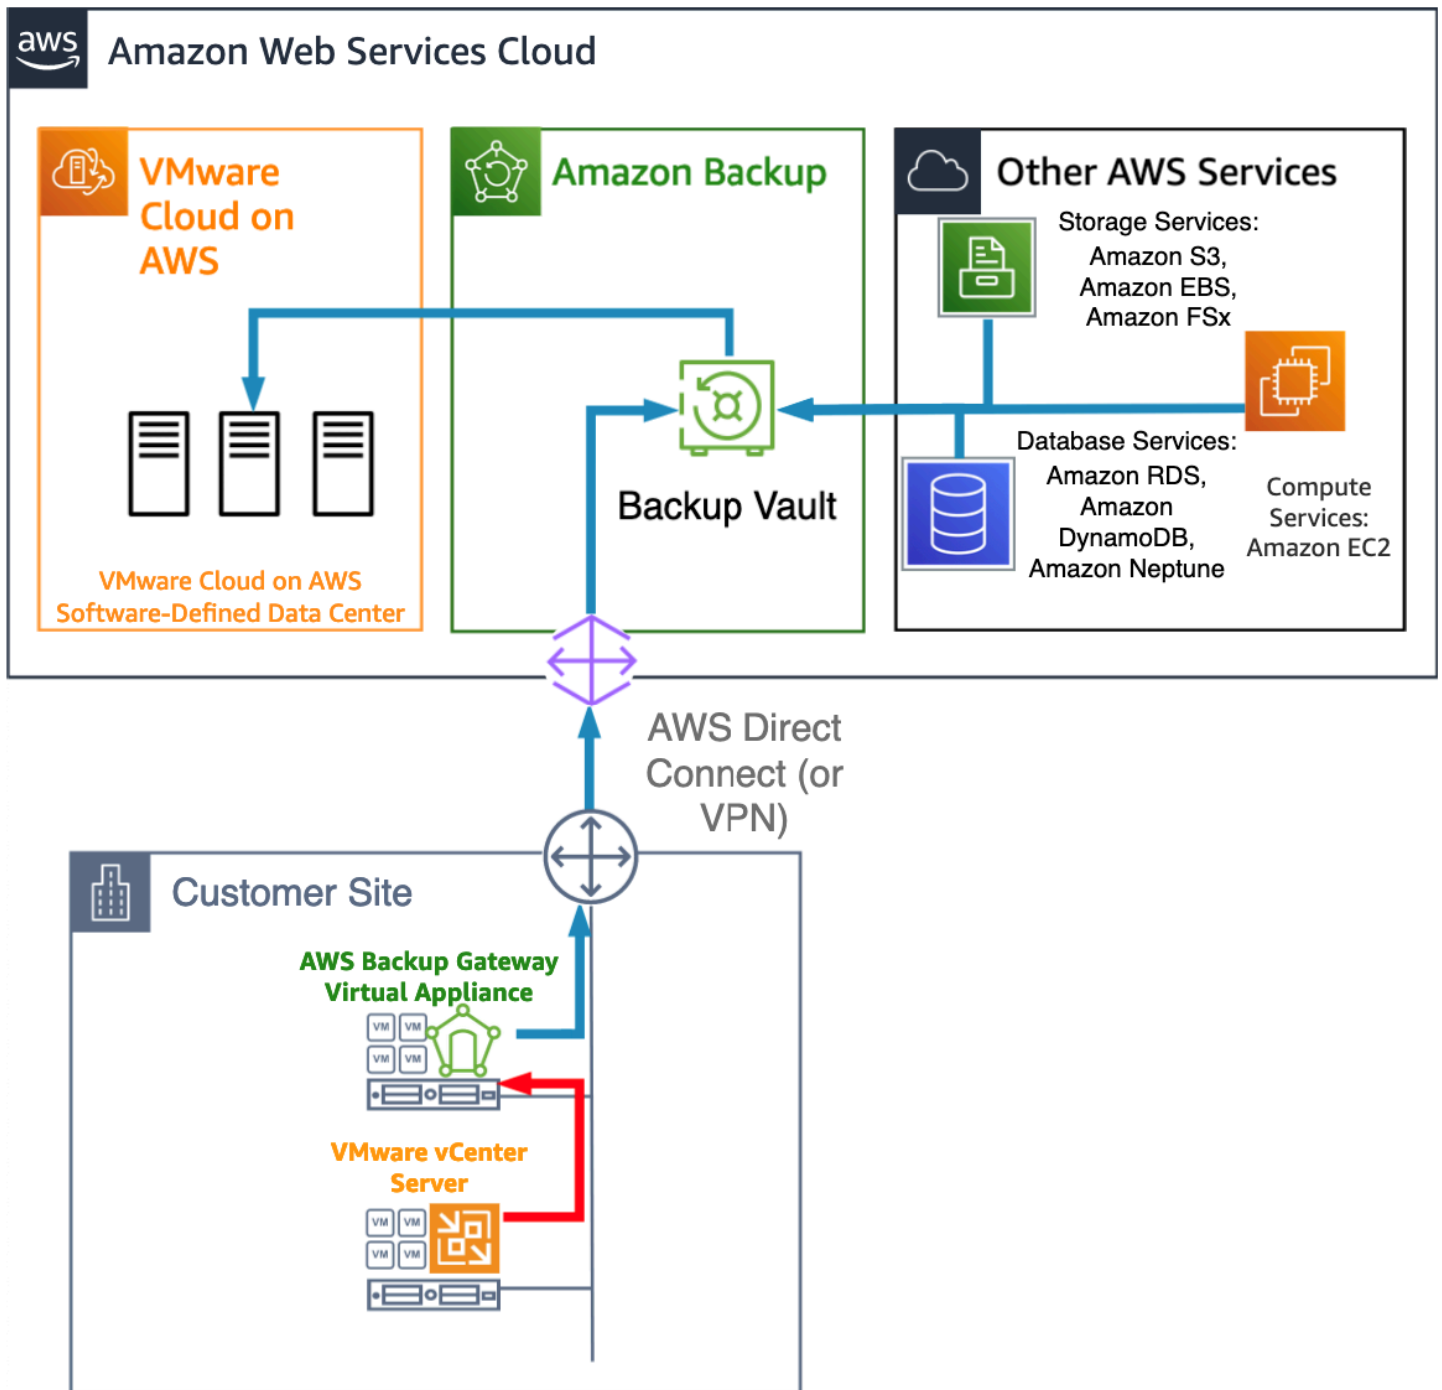 aws
Amazon Web Services Cloud
VMware
Cloud on
AWS
VMware Cloud on AWS
Software-Defined Data Center
Amazon Backup
Backup Vault
Other AWS Services
Storage Services:
Amazon S3,
Amazon EBS,
Amazon FSx
Database Services:
Amazon RDS,
Amazon
DynamoDB,
Amazon Neptune
Compute
Services:
Amazon EC2
AWS Direct
Connect (or
VPN)
Customer Site
AWS Backup Gateway
Virtual Appliance
VM VM
VM VM
VMware vCenter
Server
VM VM
VM VM